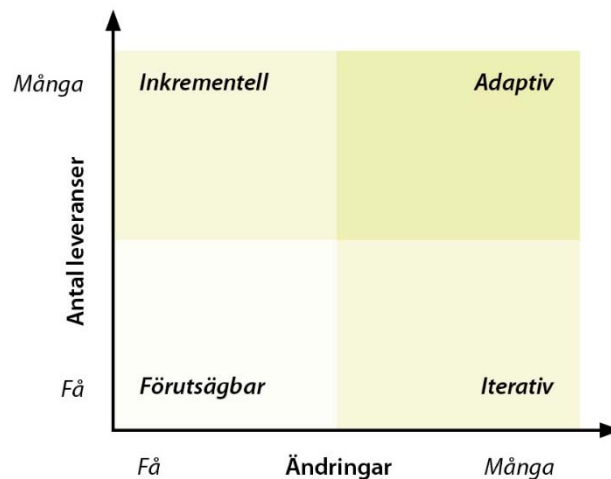 Många
Inkrementell
Adaptiv
Antal leveranser
Få
Förutsägbar
Iterativ
Få
Ändringar
Många